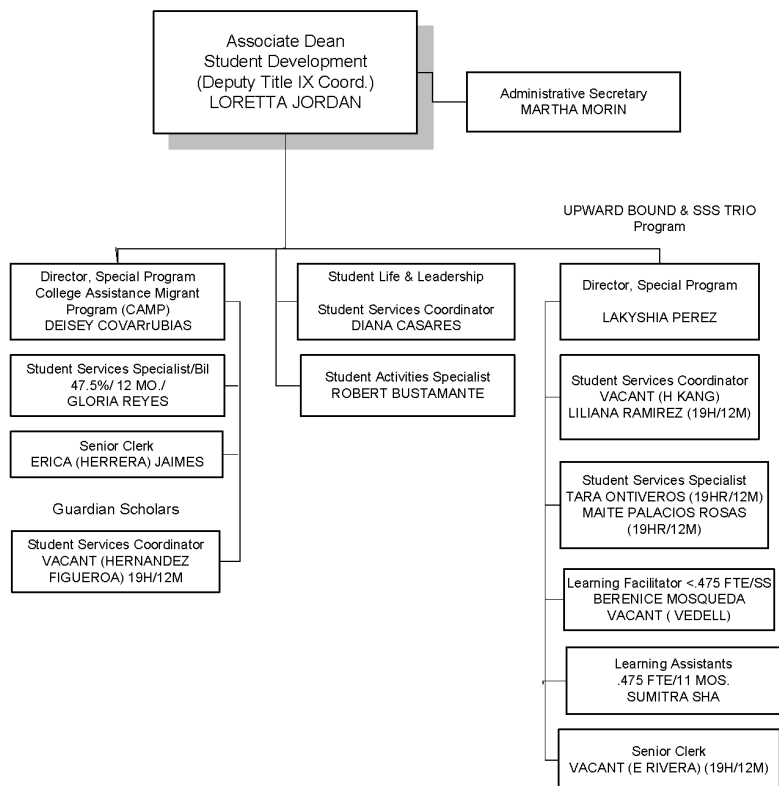 Associate Dean
Student Development
(Deputy Title IX Coord.)
LORETTA JORDAN
Administrative Secretary
MARTHA MORIN
UPWARD BOUND & SSS TRIO
Program
Director, Special Program
College Assistance Migrant
Program (CAMP)
DEISEY COVARrUBIAS
Student Services Specialist/Bil
47.5%/ 12 MO./
GLORIA REYES
Senior Clerk
ERICA (HERRERA) JAIMES
Guardian Scholars
Student Services Coordinator
VACANT (HERNANDEZ
FIGUEROA) 19H/12M
Student Life & Leadership
Student Services Coordinator
DIANA CASARES
Student Activities Specialist
ROBERT BUSTAMANTE
Director, Special Program
LAKYSHIA PEREZ
Student Services Coordinator
VACANT (H KANG)
LILIANA RAMIREZ (19H/12M)
Student Services Specialist
TARA ONTIVEROS (19HR/12M)
MAITE PALACIOS ROSAS
(19HR/12M)
Learning Facilitator <.475 FTE/SS
BERENICE MOSQUEDA
VACANT ( VEDELL)
Learning Assistants
.475 FTE/11 MOS.
SUMITRA SHA
Senior Clerk
VACANT (E RIVERA) (19H/12M)